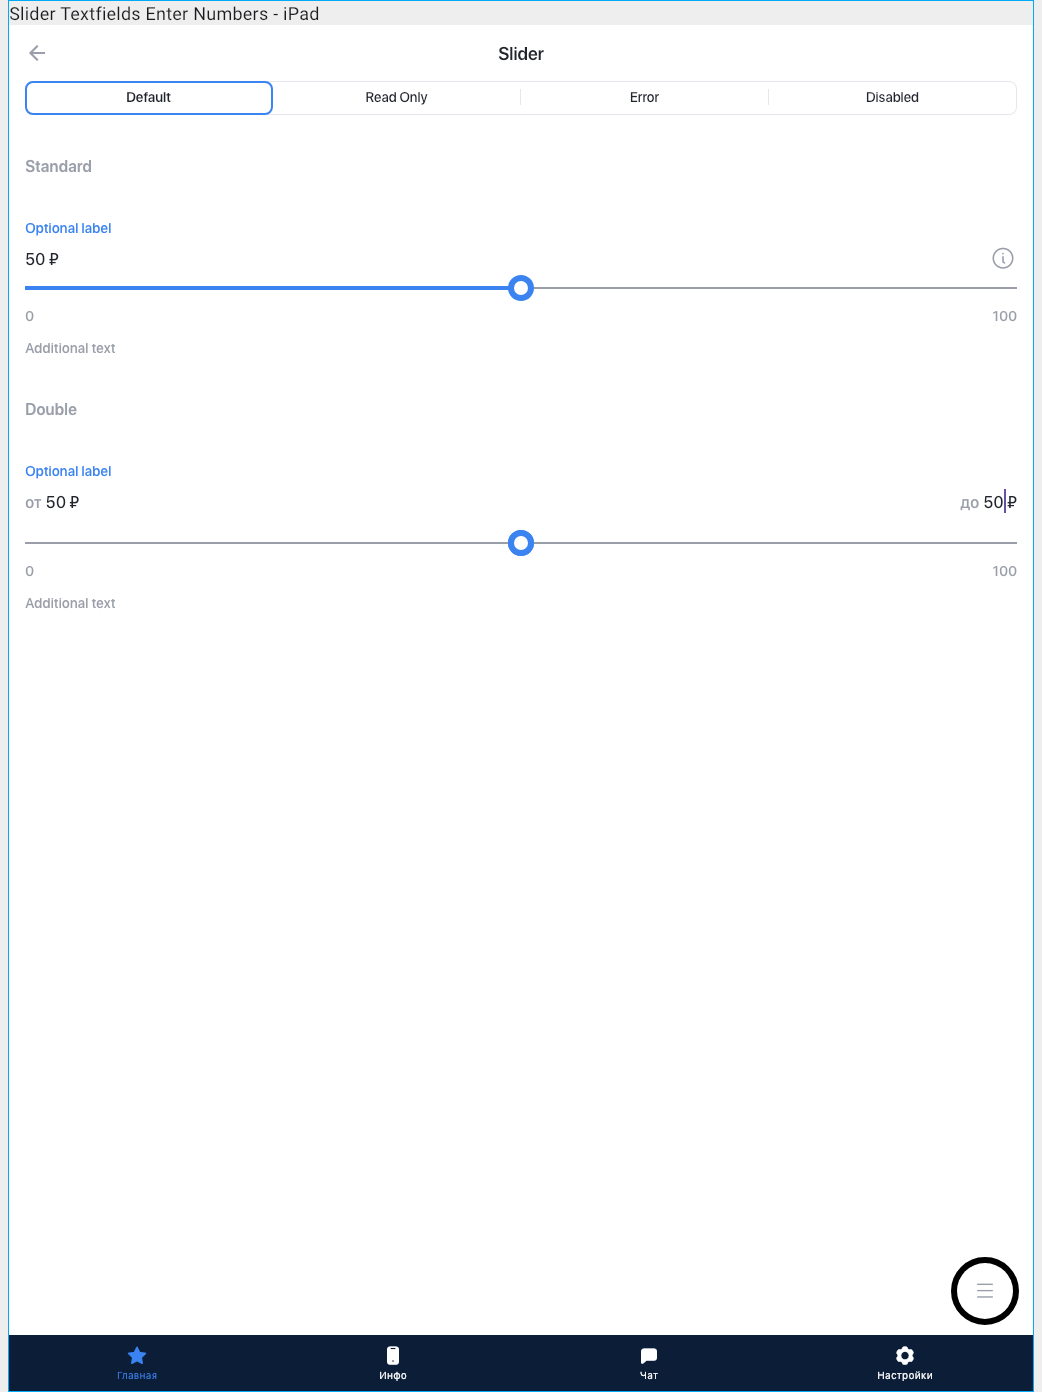 Slider Textfields Enter Numbers - iPad
Slider
Default Read Only Error Disabled
Standard
Optional label
50 ₽
0 100
Additional text
Double
Optional label
от 50 ₽ до 50 ₽
0 100
Additional text
Главная Инфо Чат Настройки